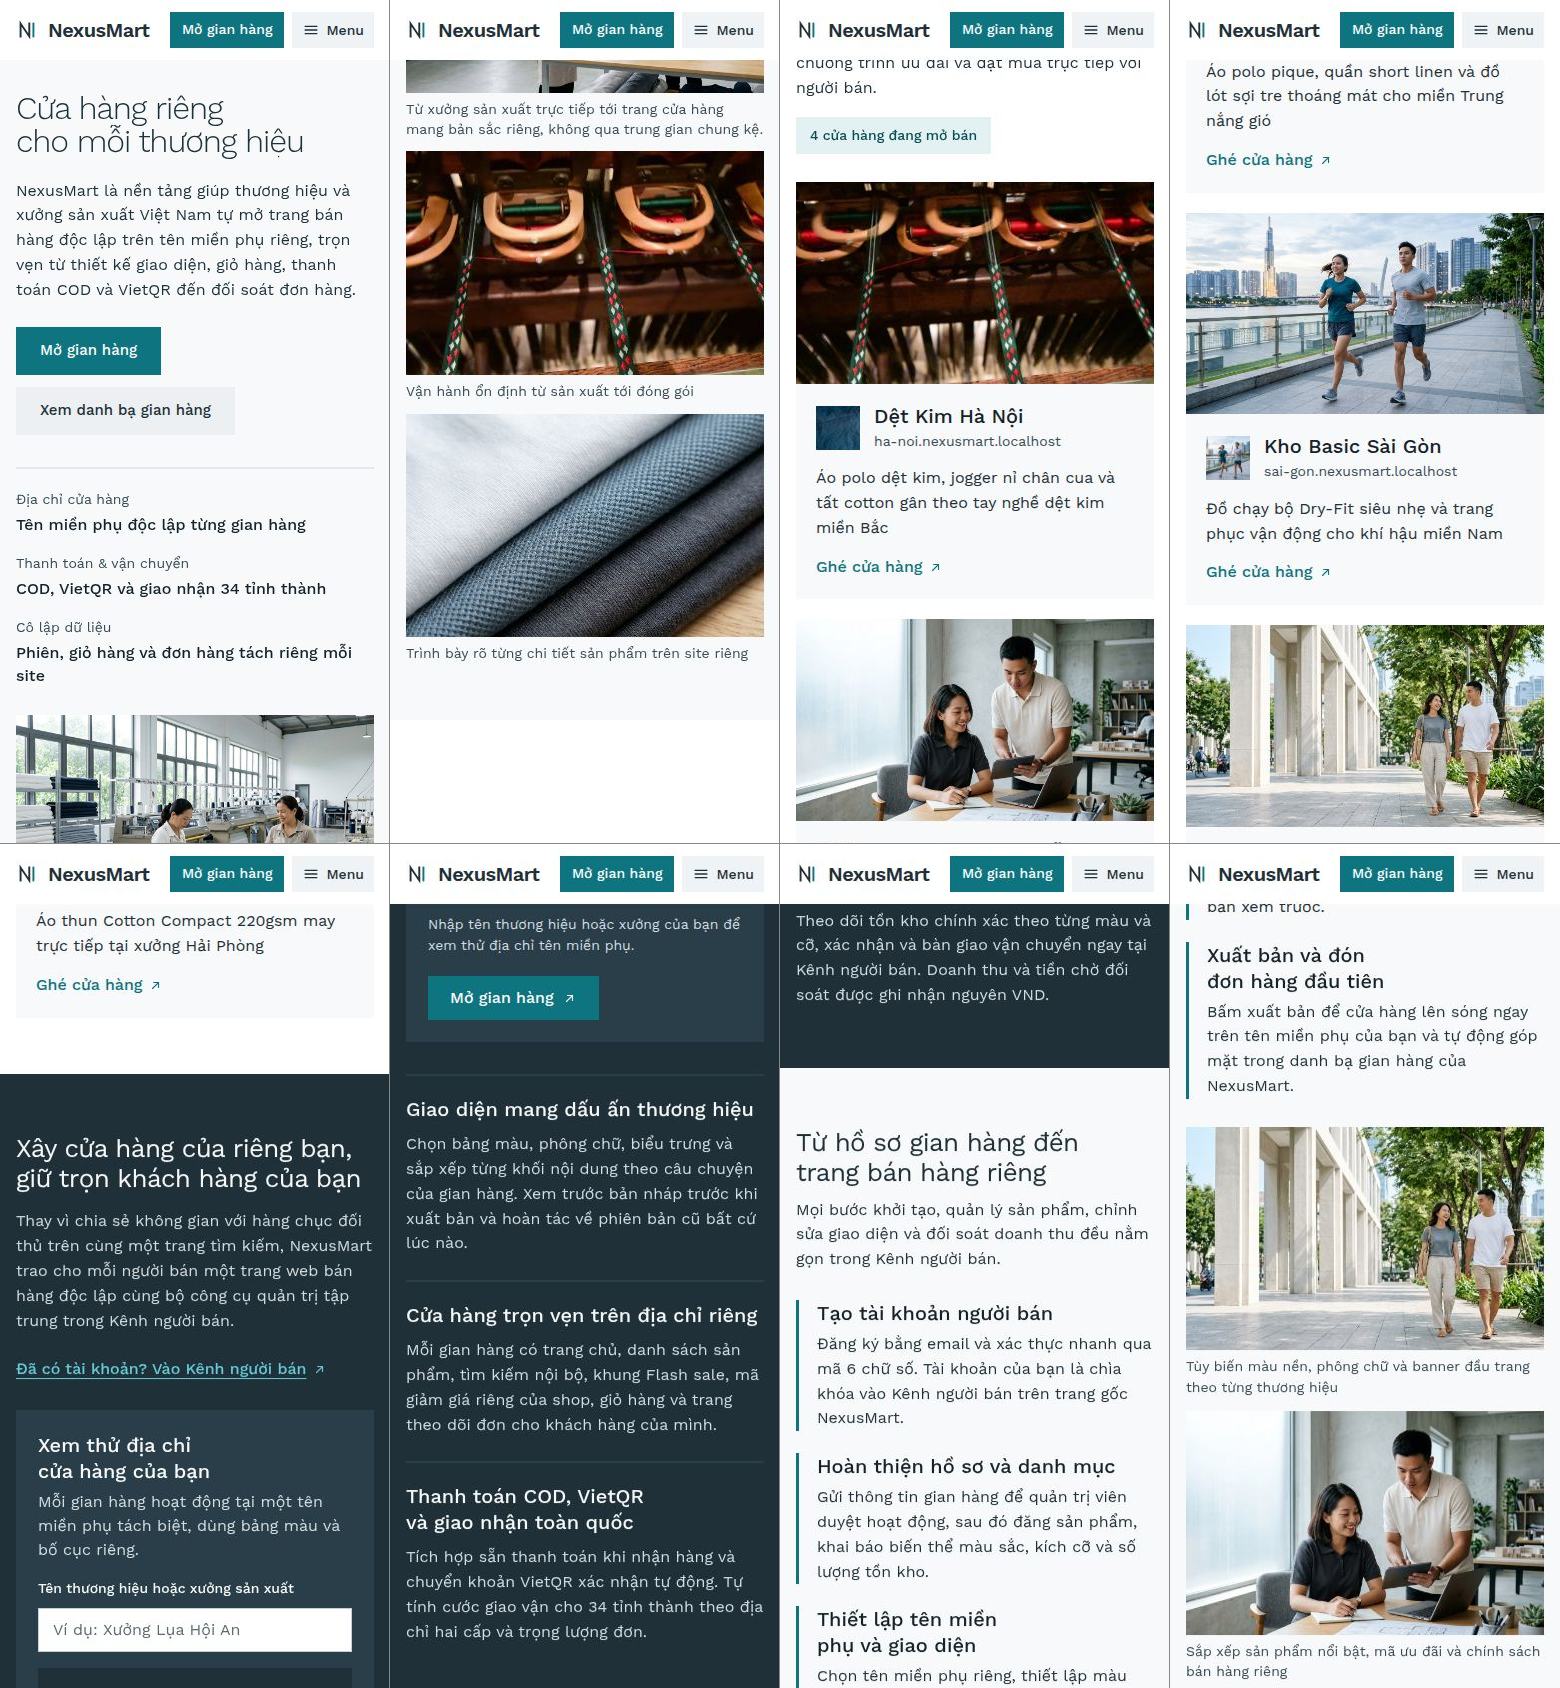 NexusMart
Mở gian hàng
Menu
Cửa hàng riêng
cho mỗi thương hiệu
NexusMart là nền tảng giúp thương hiệu và
xưởng sản xuất Việt Nam tự mở trang bán
hàng độc lập trên tên miền phụ riêng, trọn
vẹn từ thiết kế giao diện, giỏ hàng, thanh
toán COD và VietQR đến đối soát đơn hàng.
Mở gian hàng
Xem danh bạ gian hàng
Địa chỉ cửa hàng
Tên miền phụ độc lập từng gian hàng
Thanh toán & vận chuyển
COD, VietQR và giao nhận 34 tỉnh thành
Cô lập dữ liệu
Phiên, giỏ hàng và đơn hàng tách riêng mỗi
site
NexusMart
Mở gian hàng
Menu
Từ xưởng sản xuất trực tiếp tới trang cửa hàng
mang bản sắc riêng, không qua trung gian chung kệ.
Vận hành ổn định từ sản xuất tới đóng gói
Trình bày rõ từng chi tiết sản phẩm trên site riêng
NexusMart
Mở gian hàng
Menu
chương trình ưu đãi và đặt mua trực tiếp với
người bán.
4 cửa hàng đang mở bán
Dệt Kim Hà Nội
ha-noi.nexusmart.localhost
Áo polo dệt kim, jogger nỉ chân cua và
tất cotton gân theo tay nghề dệt kim
miền Bắc
Ghé cửa hàng
NexusMart
Mở gian hàng
Menu
Áo polo pique, quần short linen và đồ
lót sợi tre thoáng mát cho miền Trung
nắng gió
Ghé cửa hàng
Kho Basic Sài Gòn
sai-gon.nexusmart.localhost
Đồ chạy bộ Dry-Fit siêu nhẹ và trang
phục vận động cho khí hậu miền Nam
Ghé cửa hàng
NexusMart
Mở gian hàng
Menu
Áo thun Cotton Compact 220gsm may
trực tiếp tại xưởng Hải Phòng
Ghé cửa hàng
Xây cửa hàng của riêng bạn,
giữ trọn khách hàng của bạn
Thay vì chia sẻ không gian với hàng chục đối
thủ trên cùng một trang tìm kiếm, NexusMart
trao cho mỗi người bán một trang web bán
hàng độc lập cùng bộ công cụ quản trị tập
trung trong Kênh người bán.
Đã có tài khoản? Vào Kênh người bán
Xem thử địa chỉ
cửa hàng của bạn
Mỗi gian hàng hoạt động tại một tên
miền phụ tách biệt, dùng bảng màu và
bố cục riêng.
Tên thương hiệu hoặc xưởng sản xuất
Ví dụ: Xưởng Lụa Hội An
NexusMart
Mở gian hàng
Menu
Nhập tên thương hiệu hoặc xưởng của bạn để
xem thử địa chỉ tên miền phụ.
Mở gian hàng
Giao diện mang dấu ấn thương hiệu
Chọn bảng màu, phông chữ, biểu trưng và
sắp xếp từng khối nội dung theo câu chuyện
của gian hàng. Xem trước bản nháp trước khi
xuất bản và hoàn tác về phiên bản cũ bất cứ
lúc nào.
Cửa hàng trọn vẹn trên địa chỉ riêng
Mỗi gian hàng có trang chủ, danh sách sản
phẩm, tìm kiếm nội bộ, khung Flash sale, mã
giảm giá riêng của shop, giỏ hàng và trang
theo dõi đơn cho khách hàng của mình.
Thanh toán COD, VietQR
và giao nhận toàn quốc
Tích hợp sẵn thanh toán khi nhận hàng và
chuyển khoản VietQR xác nhận tự động. Tự
tính cước giao vận cho 34 tỉnh thành theo địa
chỉ hai cấp và trọng lượng đơn.
NexusMart
Mở gian hàng
Menu
Theo dõi tồn kho chính xác theo từng màu và
cỡ, xác nhận và bàn giao vận chuyển ngay tại
Kênh người bán. Doanh thu và tiền chờ đối
soát được ghi nhận nguyên VND.
Từ hồ sơ gian hàng đến
trang bán hàng riêng
Mọi bước khởi tạo, quản lý sản phẩm, chỉnh
sửa giao diện và đối soát doanh thu đều nằm
gọn trong Kênh người bán.
Tạo tài khoản người bán
Đăng ký bằng email và xác thực nhanh qua
mã 6 chữ số. Tài khoản của bạn là chìa
khóa vào Kênh người bán trên trang gốc
NexusMart.
Hoàn thiện hồ sơ và danh mục
Gửi thông tin gian hàng để quản trị viên
duyệt hoạt động, sau đó đăng sản phẩm,
khai báo biến thể màu sắc, kích cỡ và số
lượng tồn kho.
Thiết lập tên miền
phụ và giao diện
Chọn tên miền phụ riêng, thiết lập màu
NexusMart
Mở gian hàng
Menu
bản xem trước.
Xuất bản và đón
đơn hàng đầu tiên
Bấm xuất bản để cửa hàng lên sóng ngay
trên tên miền phụ của bạn và tự động góp
mặt trong danh bạ gian hàng của
NexusMart.
Tùy biến màu nền, phông chữ và banner đầu trang
theo từng thương hiệu
Sắp xếp sản phẩm nổi bật, mã ưu đãi và chính sách
bán hàng riêng